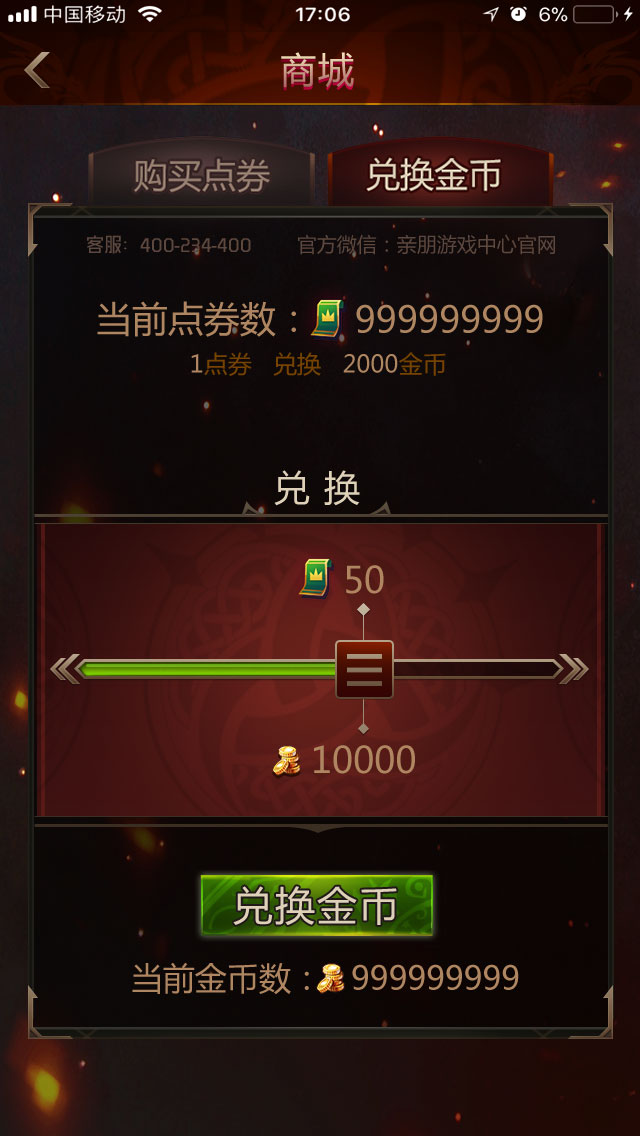 中国移动 17:06 6%
商城
购买点券 兑换金币
客服：400-234-400 官方微信：亲朋游戏中心官网
当前点券数：999999999
1点券 兑换 2000金币
兑换
50
10000
兑换金币
当前金币数：999999999